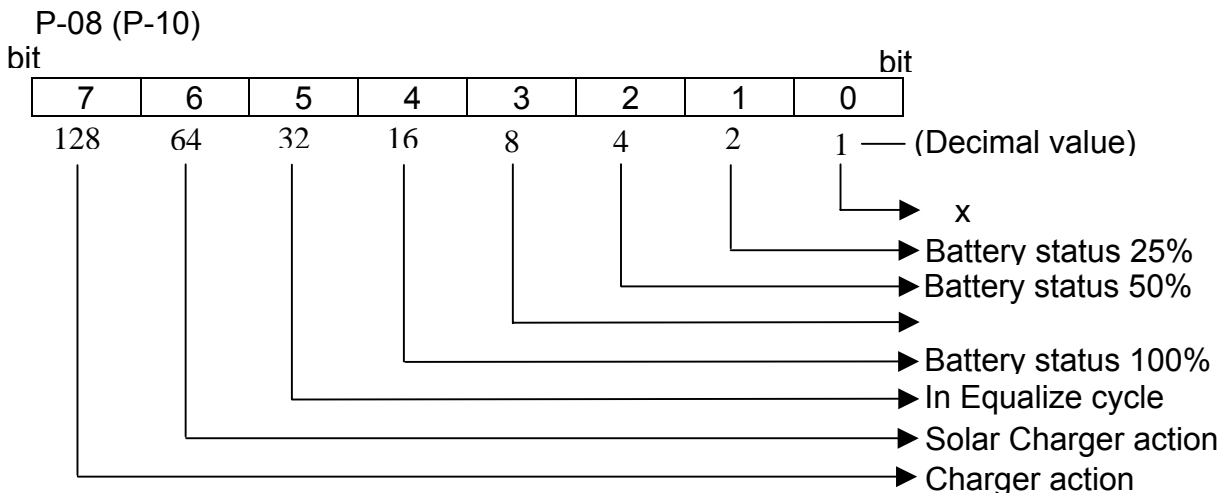 P-08 (P-10)
bit bit
7 6 5 4 3 2 1 0
128 64 32 16 8 4 2 1 (Decimal value)
x
Battery status 25%
Battery status 50%
Battery status 100%
In Equalize cycle
Solar Charger action
Charger action